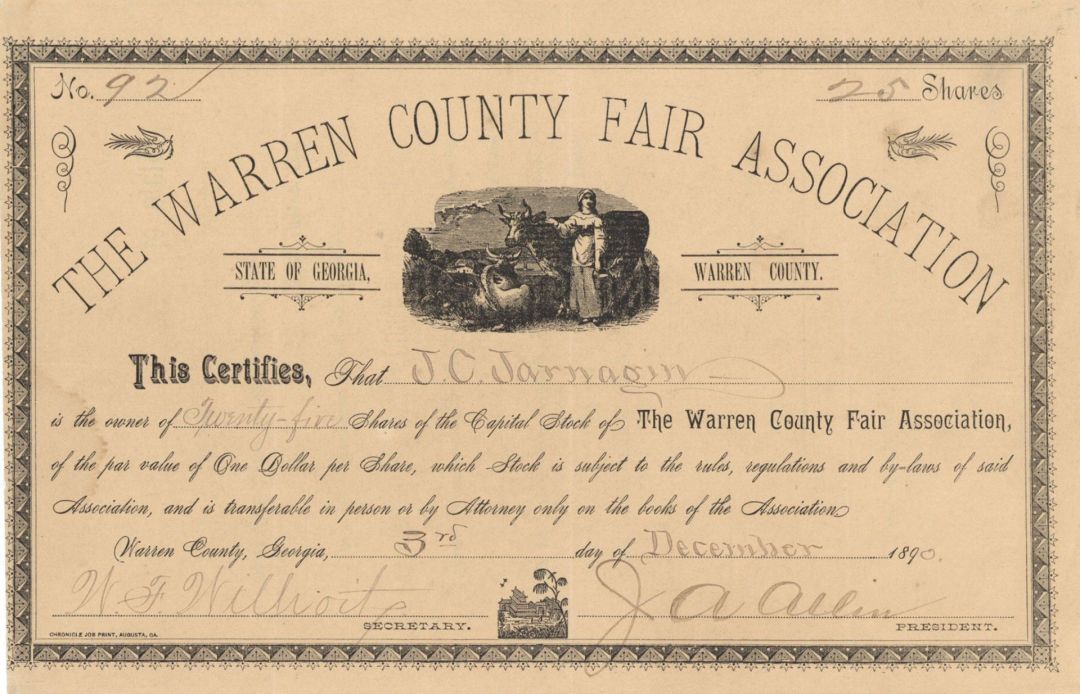 No. 92
25 Shares
THE WARREN COUNTY FAIR ASSOCIATION
STATE OF GEORGIA,
WARREN COUNTY.
This Certifies, That J. C. Jarnagin
is the owner of Twenty-five Shares of the Capital Stock of The Warren County Fair Association,
of the par value of One Dollar per Share, which Stock is subject to the rules, regulations and by-laws of said
Association, and is transferable in person or by Attorney only on the books of the Association
Warren County, Georgia, 3rd day of December 1890.
W. F. J A Allen
SECRETARY. PRESIDENT.
CHRONICLE JOB PRINT, AUGUSTA, GA.